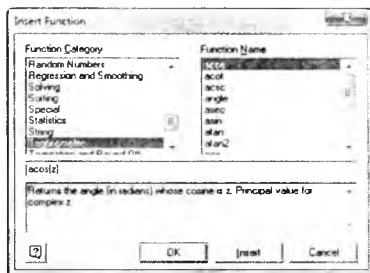 Insert Function
Function Category
Function Name
Random Numbers
Regression and Smoothing
Solving
Sorting
Special
Statistics
String
acos
acot
acsc
angle
asec
asin
atan
atan2
acos(z)
Returns the angle (in radians) whose cosine is z. Principal value for
complex z.
?
OK
Insert
Cancel